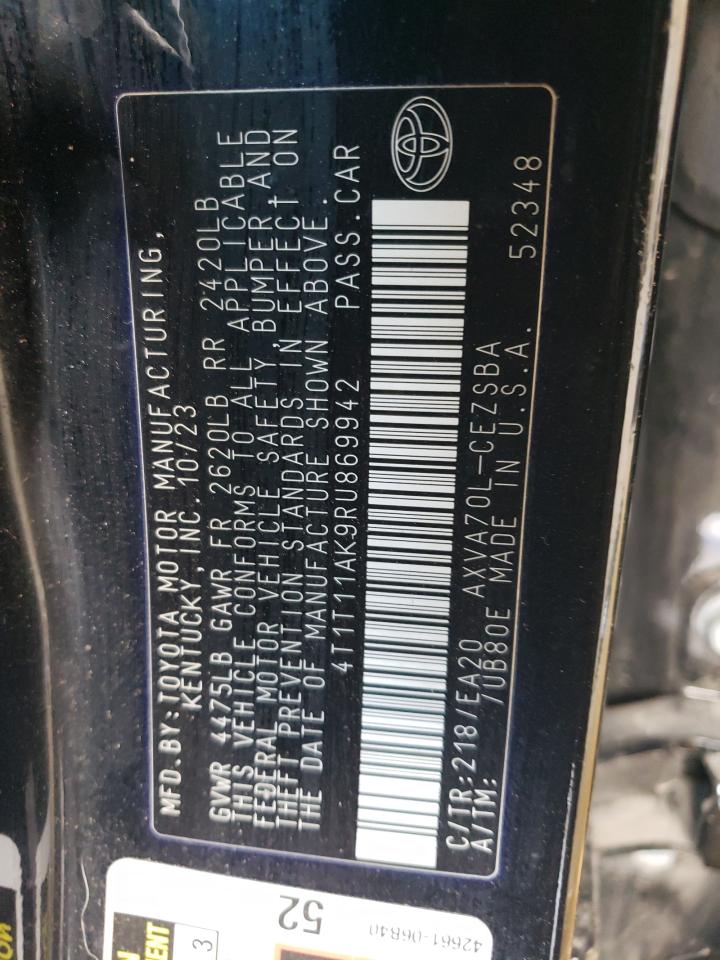 MFD.BY:TOYOTA MOTOR MANUFACTURING,
KENTUCKY,INC. 10/23
GVWR 4475LB GAWR FR 2620LB RR 2420LB
THIS VEHICLE CONFORMS TO ALL APPLICABLE
FEDERAL MOTOR VEHICLE SAFETY, BUMPER, AND
THEFT PREVENTION STANDARDS IN EFFECT ON
THE DATE OF MANUFACTURE SHOWN ABOVE.
4T1T11AK9RU869942 PASS.CAR
C/TR:218/EA20 AXVA70L-CEZSBA
A/TM: /UB80E MADE IN U.S.A. 52348
52
42661-06B40
3